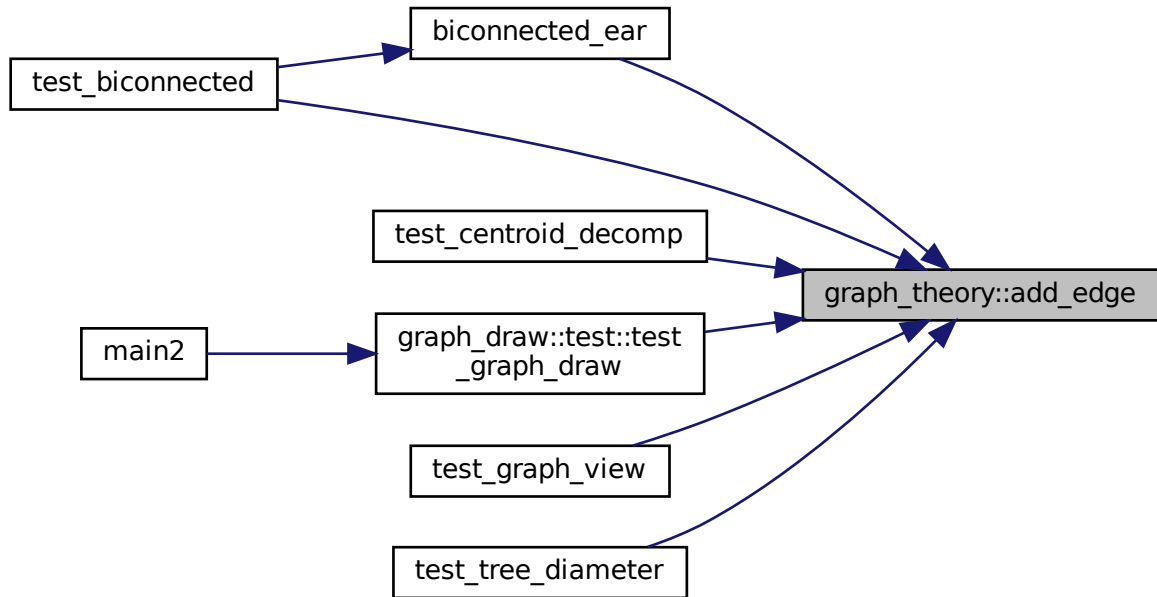 biconnected_ear
test_biconnected
test_centroid_decomp
graph_theory::add_edge
graph_draw::test::test
_graph_draw
main2
test_graph_view
test_tree_diameter